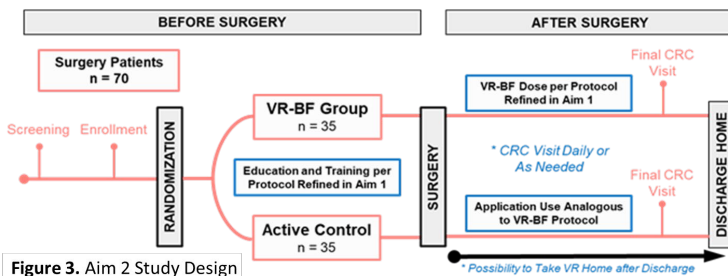 BEFORE SURGERY
AFTER SURGERY
Surgery Patients
n = 70
Screening
Enrollment
RANDOMIZATION
VR-BF Group
n = 35
Education and Training per
Protocol Refined in Aim 1
Active Control
n = 35
SURGERY
VR-BF Dose per Protocol
Refined in Aim 1
Final CRC
Visit
* CRC Visit Daily or
As Needed
Application Use Analogous
to VR-BF Protocol
Final CRC
Visit
DISCHARGE HOME
* Possibility to Take VR Home after Discharge
Figure 3. Aim 2 Study Design